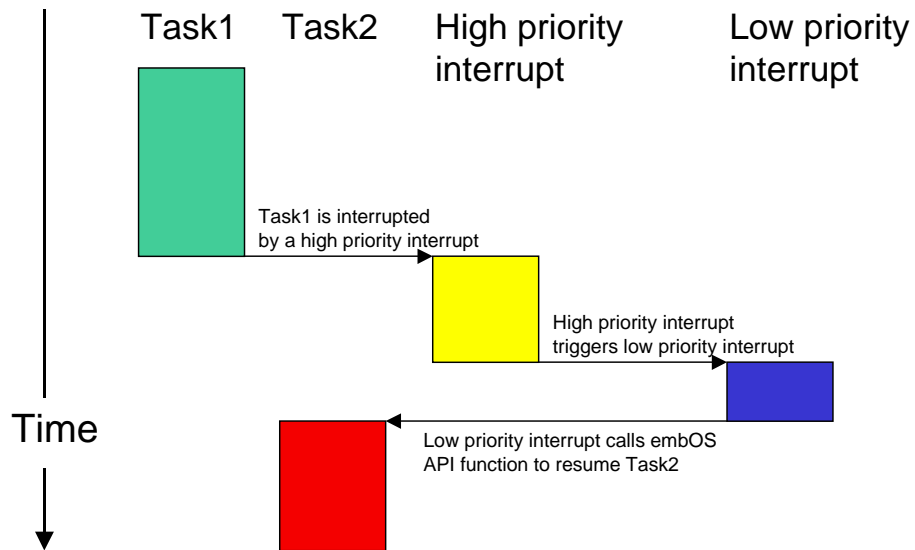 Task1
Task2
High priority
interrupt
Low priority
interrupt
Task1 is interrupted
by a high priority interrupt
High priority interrupt
triggers low priority interrupt
Time
Low priority interrupt calls embOS
API function to resume Task2